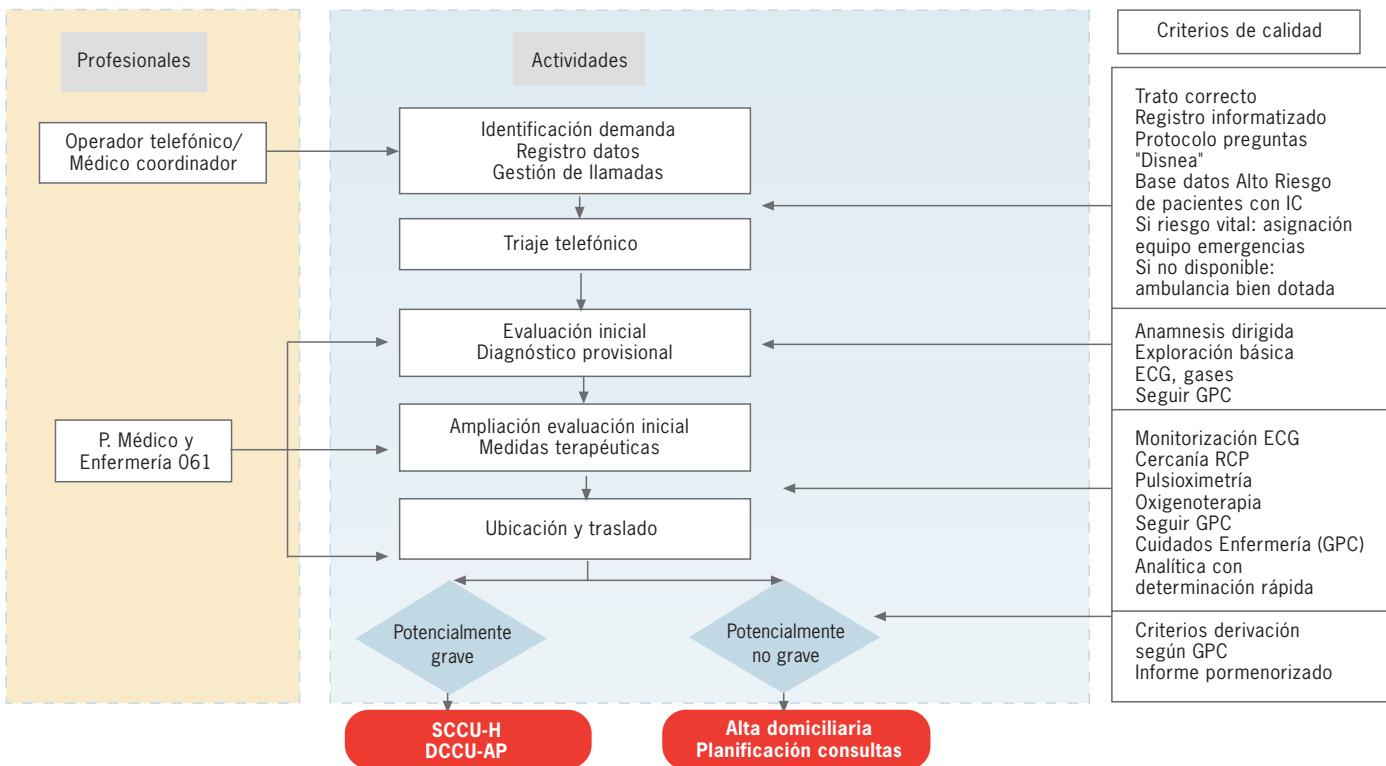 Profesionales
Actividades
Criterios de calidad
Operador telefónico/
Médico coordinador
Identificación demanda
Registro datos
Gestión de llamadas
Trato correcto
Registro informatizado
Protocolo preguntas
"Disnea"
Base datos Alto Riesgo
de pacientes con IC
Si riesgo vital: asignación
equipo emergencias
Si no disponible:
ambulancia bien dotada
Triaje telefónico
Evaluación inicial
Diagnóstico provisional
Anamnesis dirigida
Exploración básica
ECG, gases
Seguir GPC
P. Médico y
Enfermería 061
Ampliación evaluación inicial
Medidas terapéuticas
Monitorización ECG
Cercanía RCP
Pulsioximetría
Oxigenoterapia
Seguir GPC
Cuidados Enfermería (GPC)
Analítica con
determinación rápida
Ubicación y traslado
Potencialmente
grave
Potencialmente
no grave
Criterios derivación
según GPC
Informe pormenorizado
SCCU-H
DCCU-AP
Alta domiciliaria
Planificación consultas